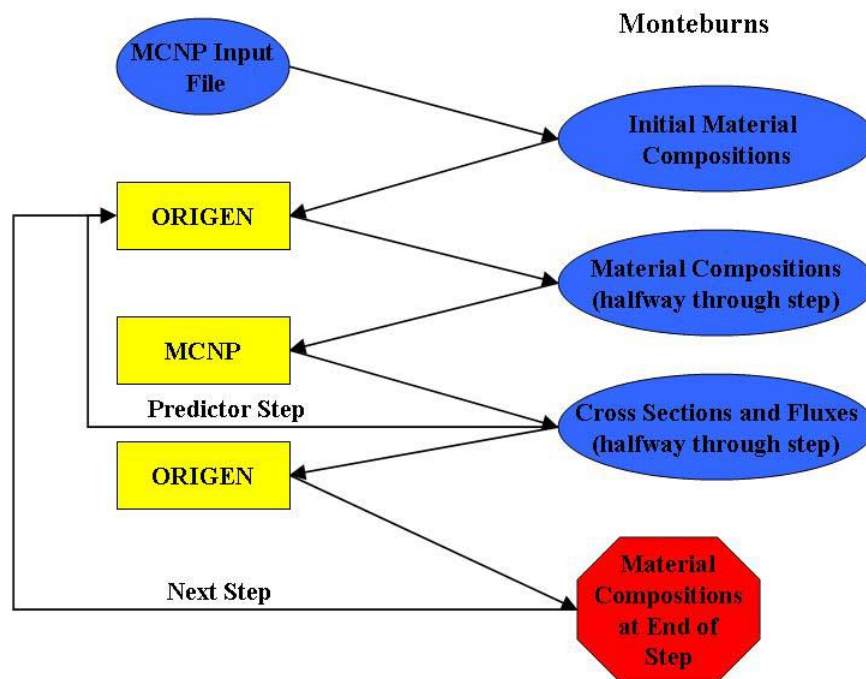 Monteburns
MCNP Input
File
Initial Material
Compositions
ORIGEN
Material Compositions
(halfway through step)
MCNP
Predictor Step
Cross Sections and Fluxes
(halfway through step)
ORIGEN
Next Step
Material
Compositions
at End of
Step